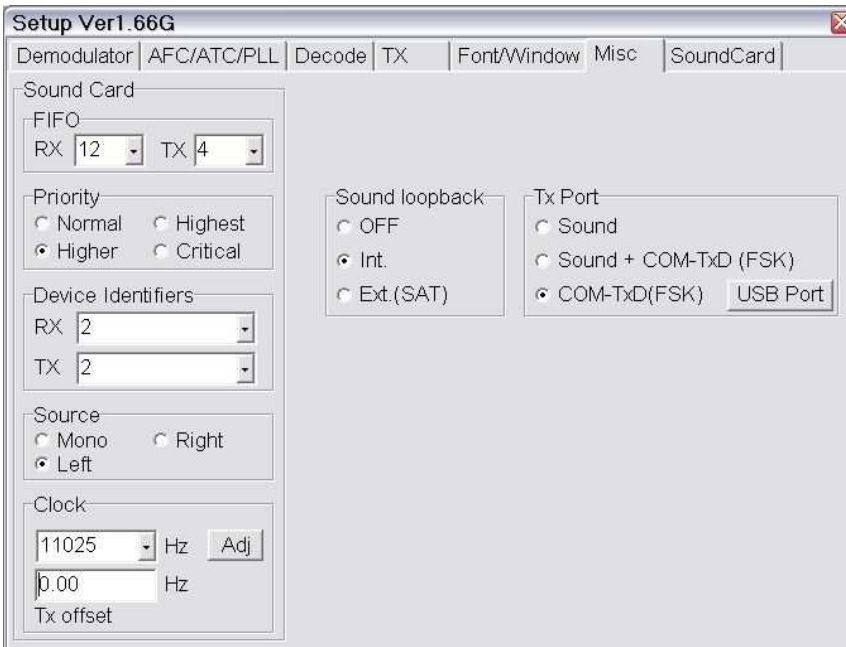 Setup Ver1.66G
Demodulator AFC/ATC/PLL Decode TX Font/Window Misc SoundCard
Sound Card
FIFO
RX 12 TX 4
Priority
Normal Highest
Higher Critical
Device Identifiers
RX 2
TX 2
Source
Mono Right
Left
Clock
11025 Hz Adj
0.00 Hz
Tx offset
Sound loopback
OFF
Int.
Ext.(SAT)
Tx Port
Sound
Sound + COM-TxD (FSK)
COM-TxD(FSK) USB Port